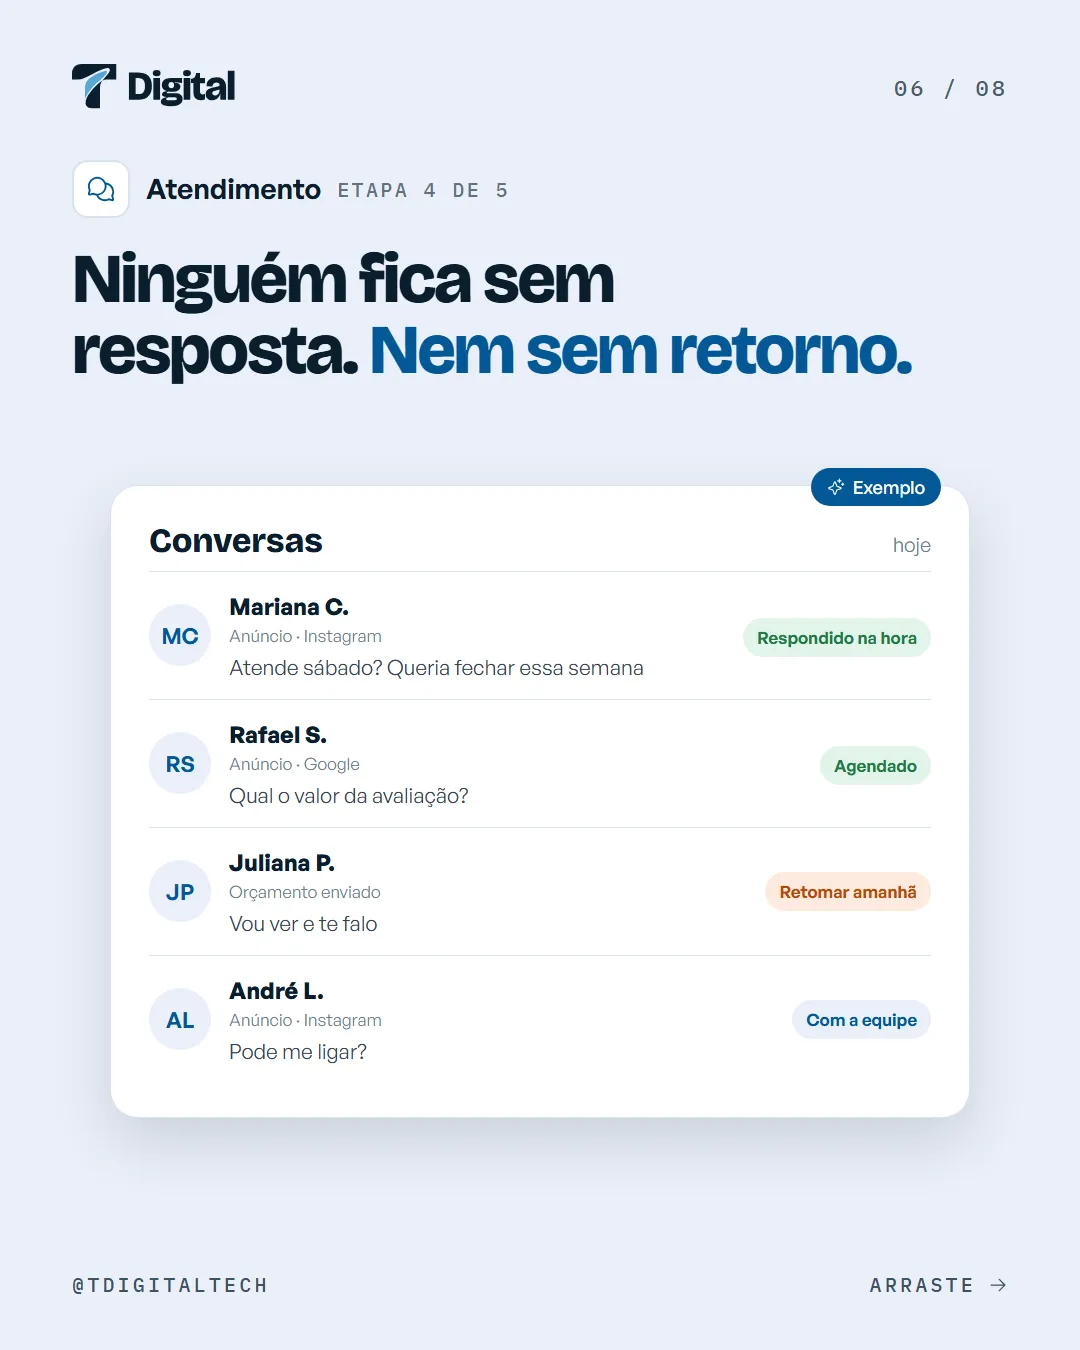 Digital
06 / 08
Atendimento ETAPA 4 DE 5
Ninguém fica sem
resposta. Nem sem retorno.
Exemplo
Conversas
hoje
MC
Mariana C.
Anúncio · Instagram
Atende sábado? Queria fechar essa semana
Respondido na hora
RS
Rafael S.
Anúncio · Google
Qual o valor da avaliação?
Agendado
JP
Juliana P.
Orçamento enviado
Vou ver e te falo
Retomar amanhã
AL
André L.
Anúncio · Instagram
Pode me ligar?
Com a equipe
@TDIGITALTECH
ARRASTE →